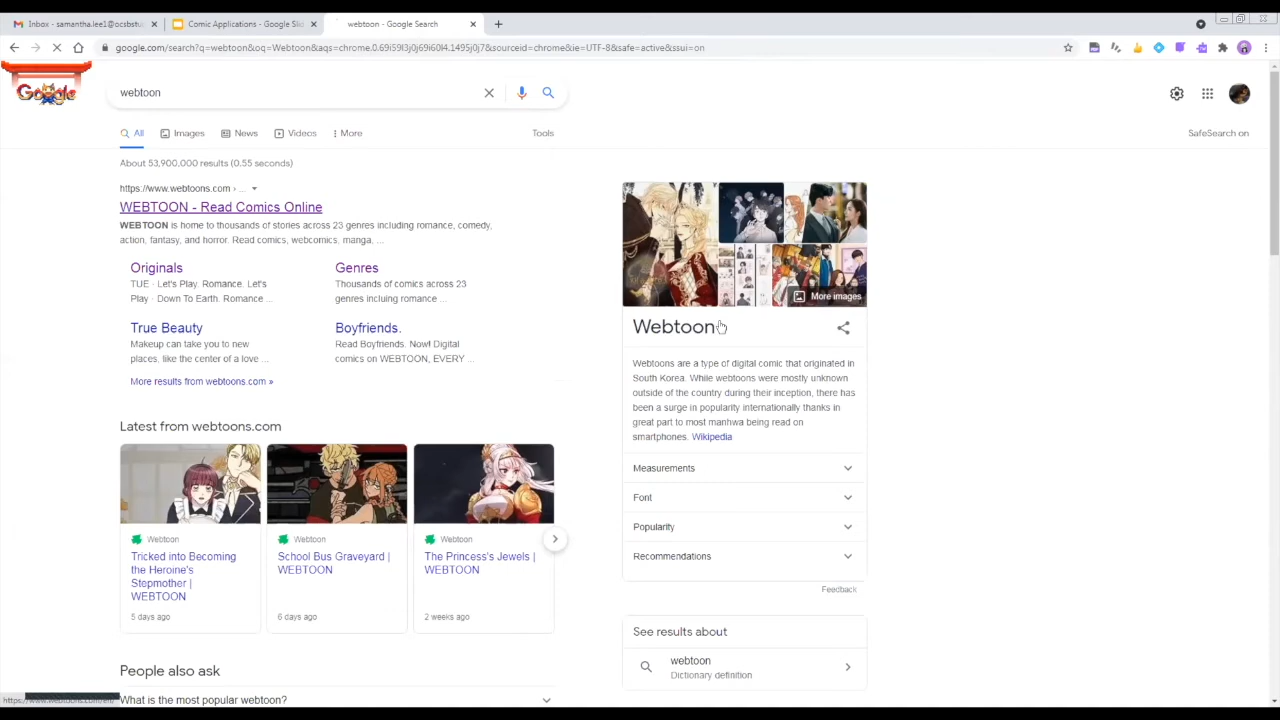 Inbox - samantha.lee1@ocsbstu
Comic Applications - Google Slid
webtoon - Google Search
google.com/search?q=webtoon&oq=Webtoon&aqs=chrome.0.69i59l3j0j69i60l4.1495j0j7&sourceid=chrome&ie=UTF-8&safe=active&ssui=on
Google
webtoon
All
Images
News
Videos
More
Tools
SafeSearch on
About 53,900,000 results (0.55 seconds)
https://www.webtoons.com › ...
WEBTOON - Read Comics Online
WEBTOON is home to thousands of stories across 23 genres including romance, comedy,
action, fantasy, and horror. Read comics, webcomics, manga, ...
Originals
TUE · Let's Play. Romance. Let's
Play · Down To Earth. Romance ...
Genres
Thousands of comics across 23
genres incluing romance ...
True Beauty
Makeup can take you to new
places, like the center of a love ...
Boyfriends.
Read Boyfriends. Now! Digital
comics on WEBTOON, EVERY ...
More results from webtoons.com »
Latest from webtoons.com
Webtoon
Tricked into Becoming
the Heroine's
Stepmother |
WEBTOON
5 days ago
Webtoon
School Bus Graveyard |
WEBTOON
6 days ago
Webtoon
The Princess's Jewels |
WEBTOON
2 weeks ago
People also ask
What is the most popular webtoon?
https://www.webtoons.com/en/
More images
Webtoon
Webtoons are a type of digital comic that originated in
South Korea. While webtoons were mostly unknown
outside of the country during their inception, there has
been a surge in popularity internationally thanks in
great part to most manhwa being read on
smartphones. Wikipedia
Measurements
Font
Popularity
Recommendations
Feedback
See results about
webtoon
Dictionary definition